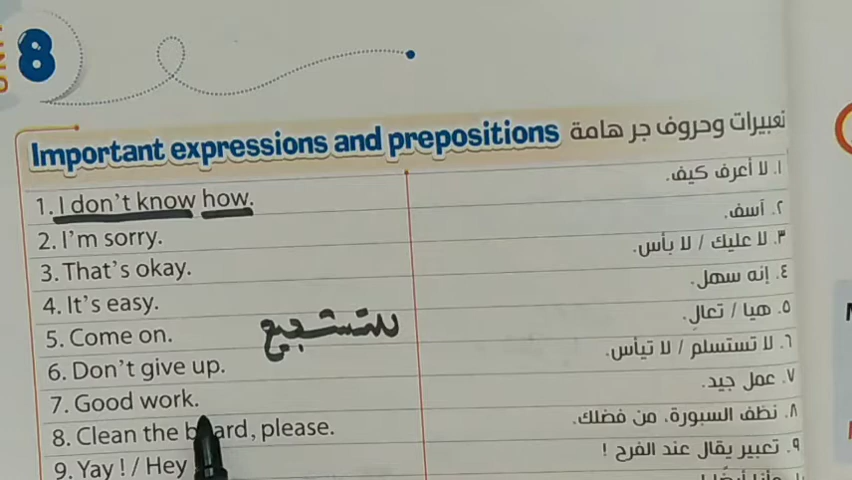 UNIT
8
Important expressions and prepositions تعبيرات وحروف جر هامة
1. I don't know how. ١. لا أعرف كيف.
2. I'm sorry. ٢. آسف.
3. That's okay. ٣. لا عليك / لا بأس.
4. It's easy. ٤. إنه سهل.
5. Come on. للتشجيع ٥. هيا / تعالِ.
6. Don't give up. ٦. لا تستسلم / لا تيأس.
7. Good work. ٧. عمل جيد.
8. Clean the board, please. ٨. نظف السبورة، من فضلك.
9. Yay ! / Hey ٩. تعبير يقال عند الفرح !